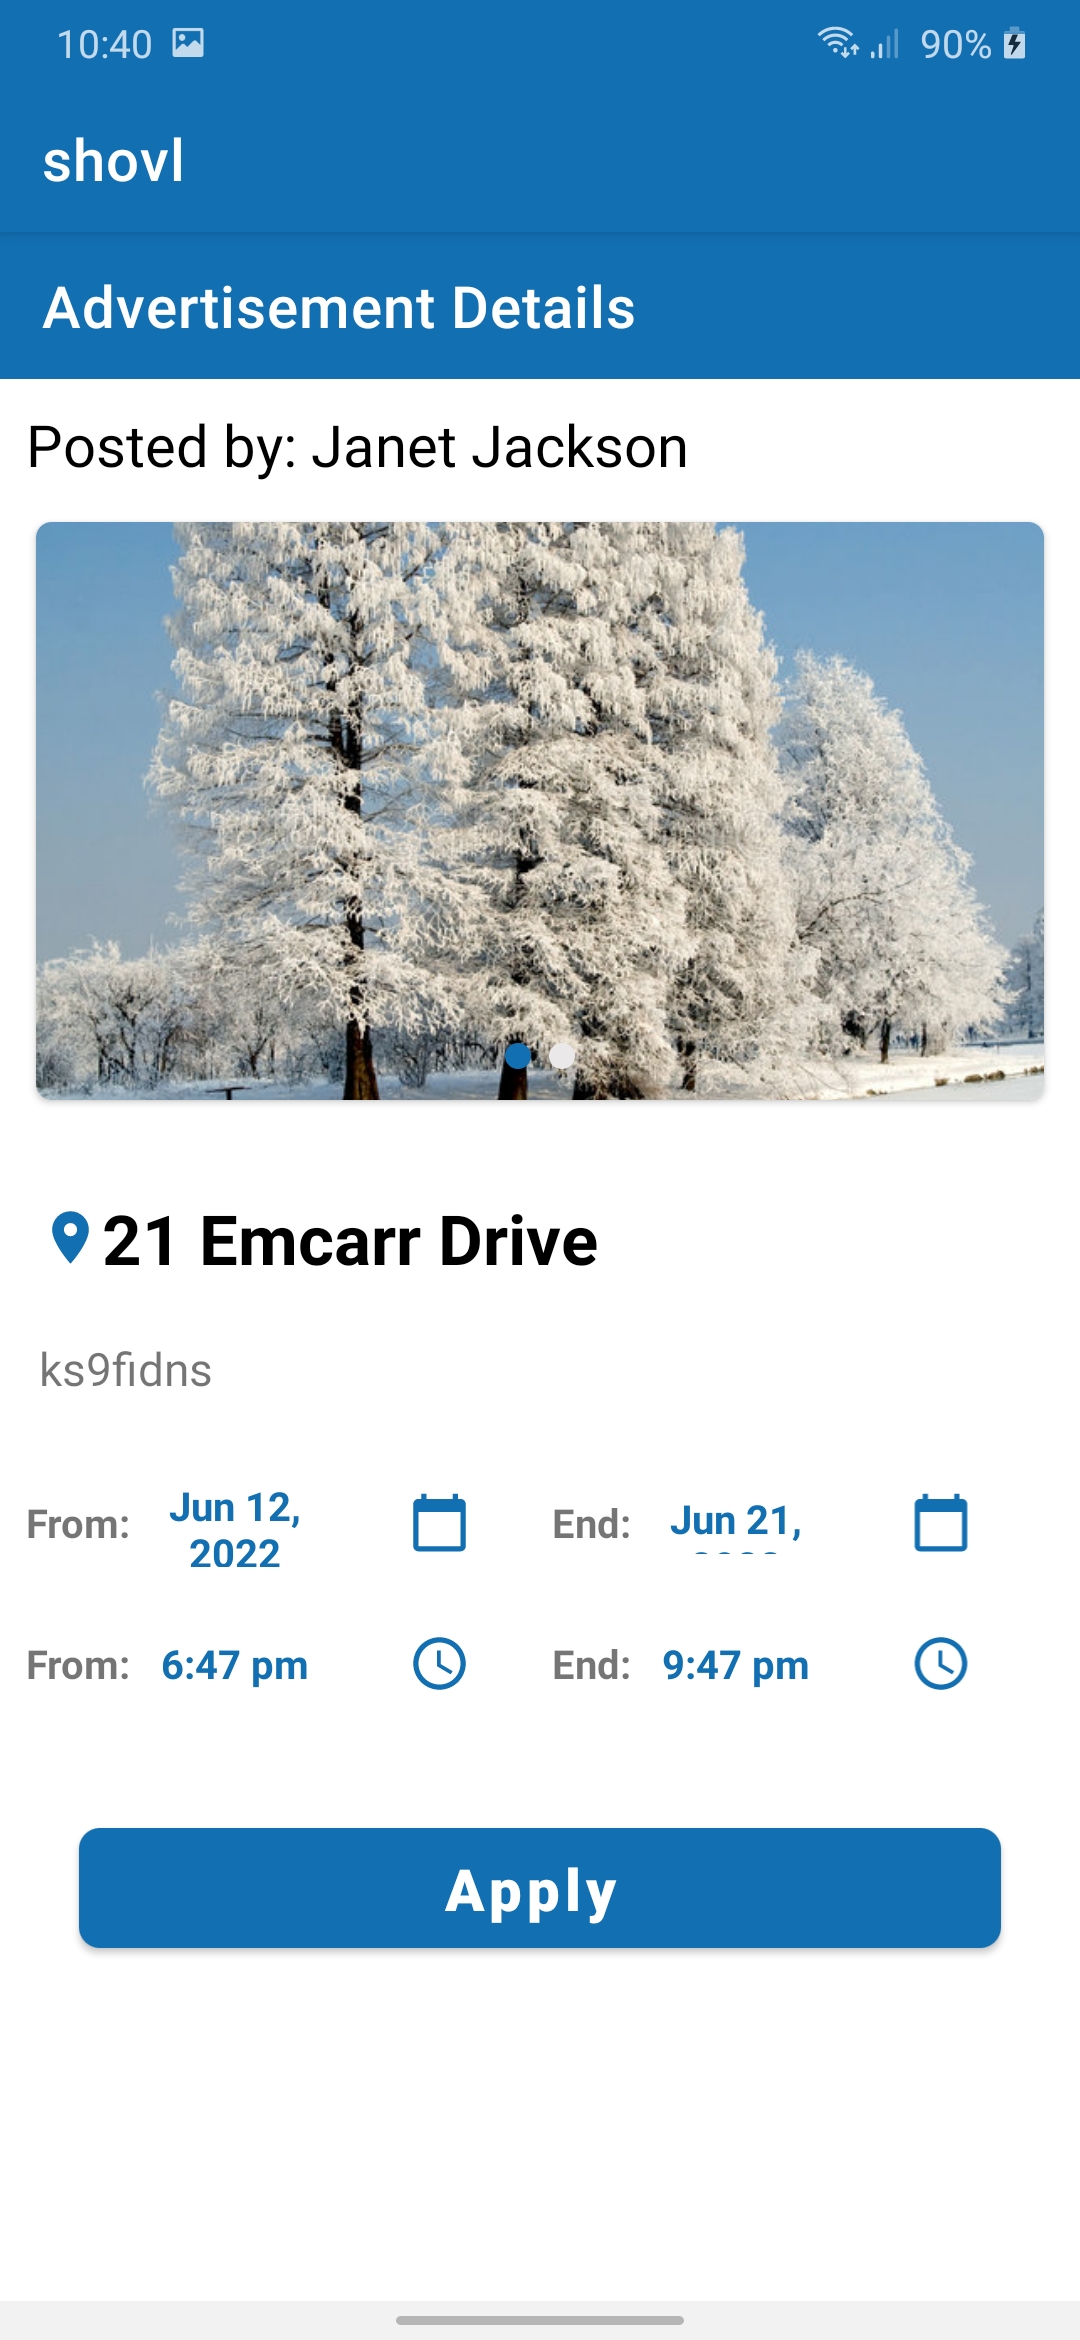 10:40 90%
shovl
Advertisement Details
Posted by: Janet Jackson
21 Emcarr Drive
ks9fidns
From: Jun 12, 2022 End: Jun 21,
From: 6:47 pm End: 9:47 pm
Apply